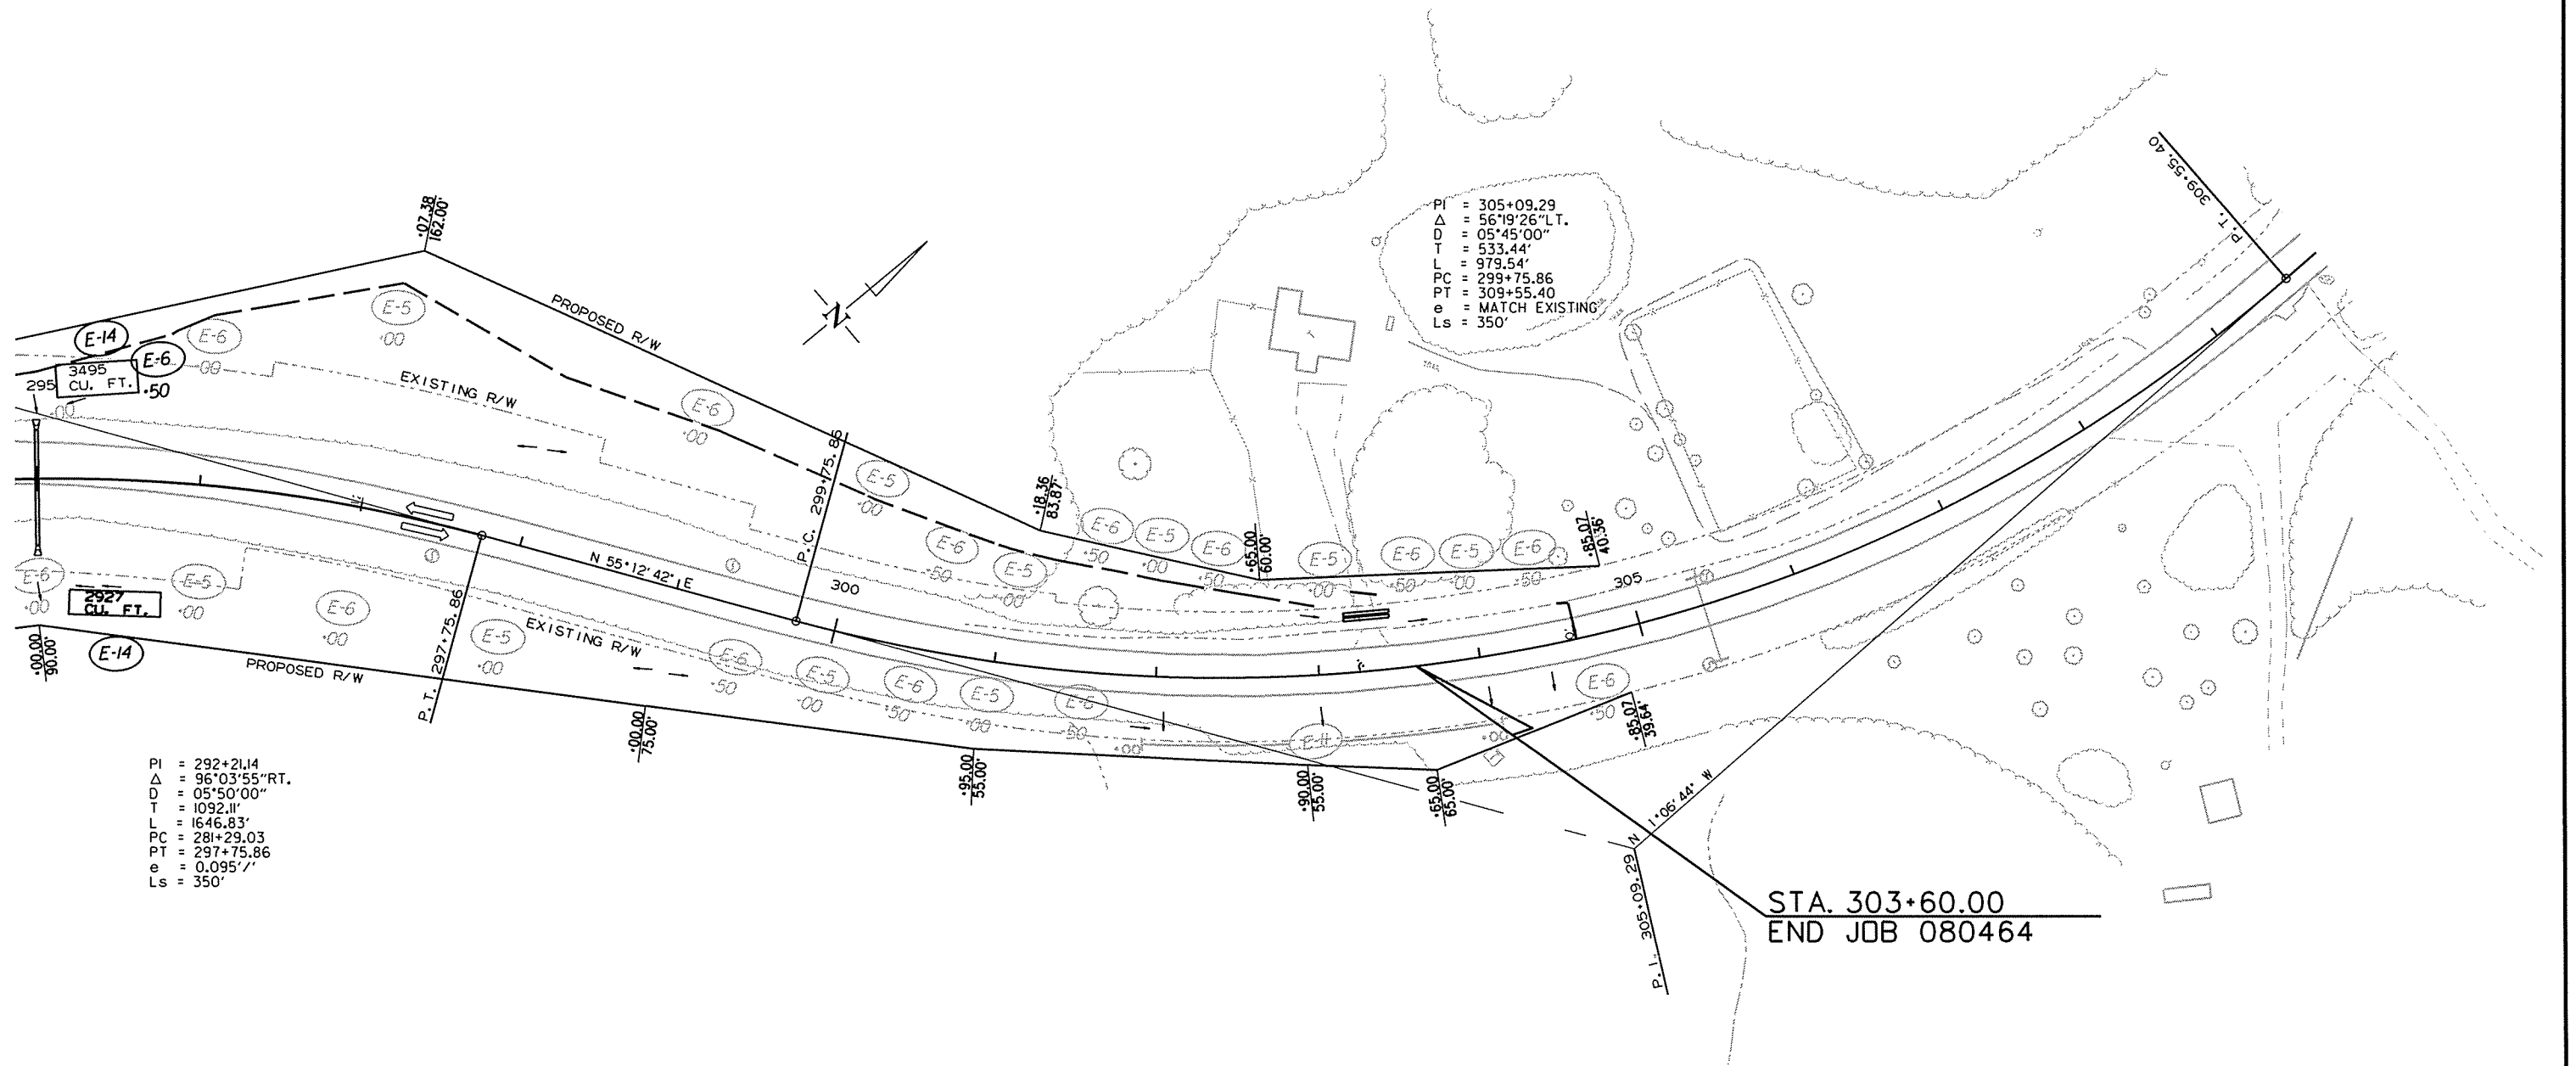 +07.38
162.00'
PROPOSED R/W
N
PI = 305+09.29
Δ = 56°19'26"LT.
D = 05°45'00"
T = 533.44'
L = 979.54'
PC = 299+75.86
PT = 309+55.40
e = MATCH EXISTING
Ls = 350'
P. T. 309+55.40
E-14
E-6
E-6
+00
E-5
+00
3495
CU. FT.
+50
295
+00
EXISTING R/W
E-6
+00
P.C. 299+75.86
E-5
+00
E-6
+50
E-5
+00
+18.36
83.87'
E-6
+50
E-5
+00
E-6
+50
+65.00
60.00'
E-5
+00
E-6
+50
E-5
+00
E-6
+50
+85.07
40.36'
N 55°12'42" E
300
305
E-6
+00
E-5
+00
2927
CU. FT.
E-6
+00
E-5
+00
EXISTING R/W
E-6
+50
E-5
+00
E-6
+50
E-5
+00
E-6
+50
+00
E-11
+00
E-6
+50
+85.07
39.64'
+00.00
90.00'
E-14
PROPOSED R/W
P. T. 297+75.86
+00.00
75.00'
+95.00
55.00'
+90.00
55.00'
+65.00
65.00'
N 1°06'44" W
P. I. 305+09.29
PI = 292+21.14
Δ = 96°03'55"RT.
D = 05°50'00"
T = 1092.11'
L = 1646.83'
PC = 281+29.03
PT = 297+75.86
e = 0.095'/'
Ls = 350'
STA. 303+60.00
END JOB 080464